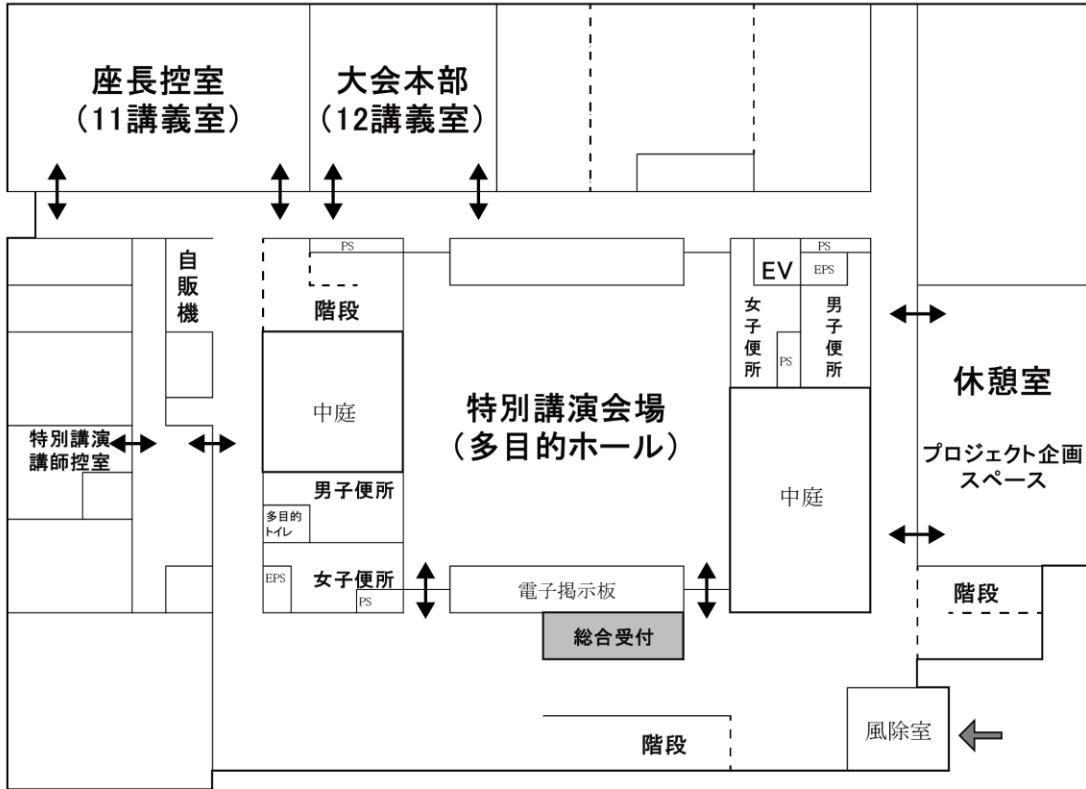 座長控室
（11講義室）
大会本部
（12講義室）
自
販
機
PS
階段
EV
PS
EPS
女
子
便
所
男
子
便
所
PS
休憩室
プロジェクト企画
スペース
中庭
特別講演会場
（多目的ホール）
特別講演
講師控室
中庭
男子便所
多目的
トイレ
EPS
女子便所
PS
電子掲示板
総合受付
階段
階段
風除室